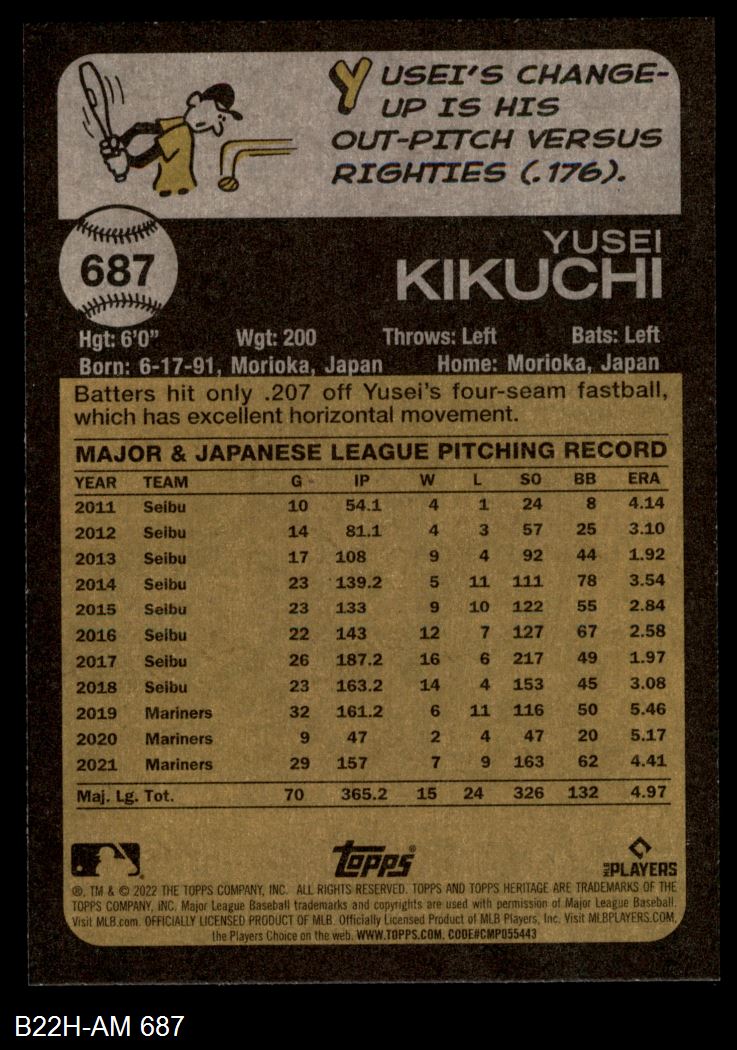 YUSEI'S CHANGE-
UP IS HIS
OUT-PITCH VERSUS
RIGHTIES (.176).
687
YUSEI
KIKUCHI
Hgt: 6'0" Wgt: 200 Throws: Left Bats: Left
Born: 6-17-91, Morioka, Japan Home: Morioka, Japan
Batters hit only .207 off Yusei's four-seam fastball,
which has excellent horizontal movement.
MAJOR & JAPANESE LEAGUE PITCHING RECORD
YEAR TEAM G IP W L SO BB ERA
2011 Seibu 10 54.1 4 1 24 8 4.14
2012 Seibu 14 81.1 4 3 57 25 3.10
2013 Seibu 17 108 9 4 92 44 1.92
2014 Seibu 23 139.2 5 11 111 78 3.54
2015 Seibu 23 133 9 10 122 55 2.84
2016 Seibu 22 143 12 7 127 67 2.58
2017 Seibu 26 187.2 16 6 217 49 1.97
2018 Seibu 23 163.2 14 4 153 45 3.08
2019 Mariners 32 161.2 6 11 116 50 5.46
2020 Mariners 9 47 2 4 47 20 5.17
2021 Mariners 29 157 7 9 163 62 4.41
Maj. Lg. Tot. 70 365.2 15 24 326 132 4.97
Topps® MLB PLAYERS
®, TM & © 2022 THE TOPPS COMPANY, INC. ALL RIGHTS RESERVED. TOPPS AND TOPPS HERITAGE ARE TRADEMARKS OF THE
TOPPS COMPANY, INC. Major League Baseball trademarks and copyrights are used with permission of Major League Baseball.
Visit MLB.com. OFFICIALLY LICENSED PRODUCT OF MLB. Officially Licensed Product of MLB Players, Inc. Visit MLBPLAYERS.COM,
the Players Choice on the web. WWW.TOPPS.COM. CODE#CMP055443
B22H-AM 687